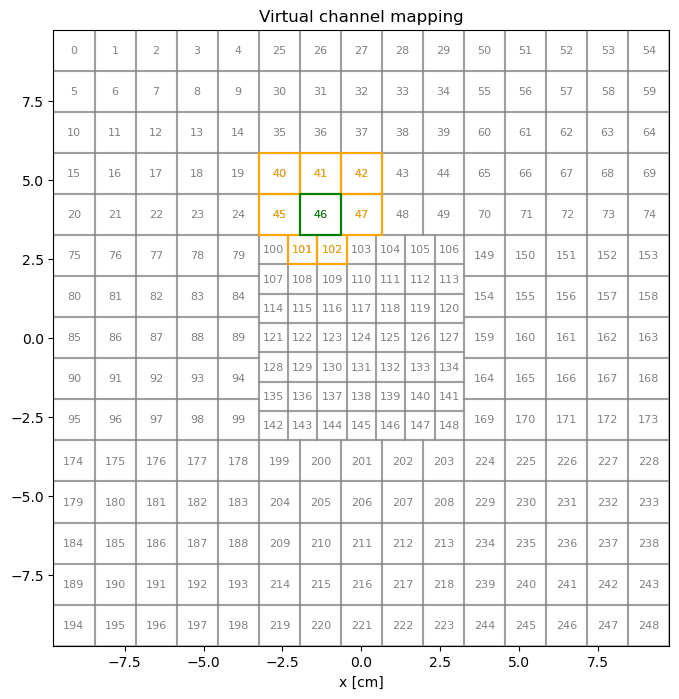 Virtual channel mapping
0 1 2 3 4 25 26 27 28 29 50 51 52 53 54
7.5
5 6 7 8 9 30 31 32 33 34 55 56 57 58 59
10 11 12 13 14 35 36 37 38 39 60 61 62 63 64
5.0
15 16 17 18 19 40 41 42 43 44 65 66 67 68 69
20 21 22 23 24 45 46 47 48 49 70 71 72 73 74
2.5
75 76 77 78 79 100 101 102 103 104 105 106 149 150 151 152 153
107 108 109 110 111 112 113
80 81 82 83 84 154 155 156 157 158
114 115 116 117 118 119 120
0.0
85 86 87 88 89 121 122 123 124 125 126 127 159 160 161 162 163
128 129 130 131 132 133 134
90 91 92 93 94 164 165 166 167 168
135 136 137 138 139 140 141
−2.5
95 96 97 98 99 142 143 144 145 146 147 148 169 170 171 172 173
174 175 176 177 178 199 200 201 202 203 224 225 226 227 228
−5.0
179 180 181 182 183 204 205 206 207 208 229 230 231 232 233
184 185 186 187 188 209 210 211 212 213 234 235 236 237 238
−7.5
189 190 191 192 193 214 215 216 217 218 239 240 241 242 243
194 195 196 197 198 219 220 221 222 223 244 245 246 247 248
−7.5 −5.0 −2.5 0.0 2.5 5.0 7.5
x [cm]